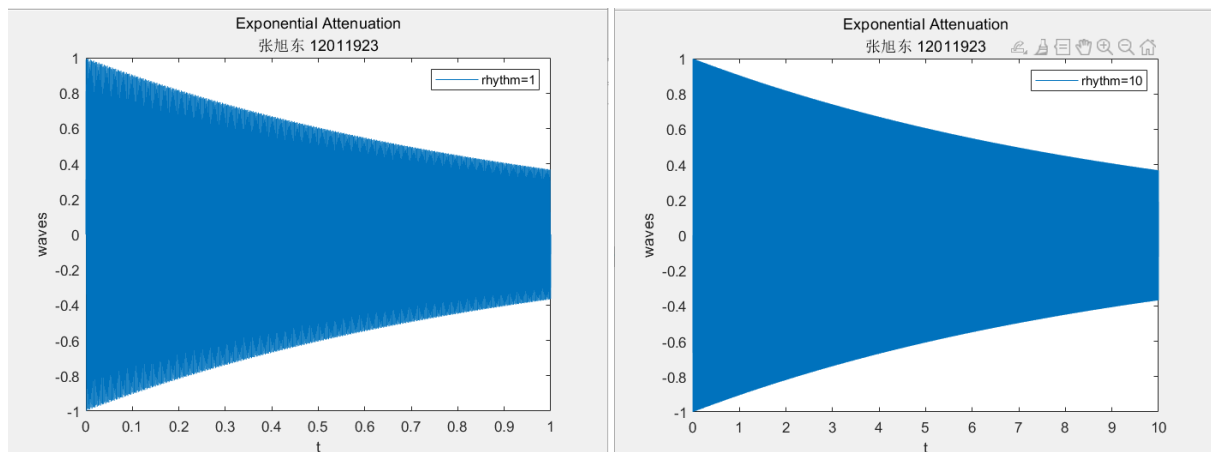 Exponential Attenuation
张旭东 12011923
rhythm=1
1
0.8
0.6
0.4
0.2
0
-0.2
-0.4
-0.6
-0.8
-1
waves
0 0.1 0.2 0.3 0.4 0.5 0.6 0.7 0.8 0.9 1
t
Exponential Attenuation
张旭东 12011923
rhythm=10
1
0.8
0.6
0.4
0.2
0
-0.2
-0.4
-0.6
-0.8
-1
waves
0 1 2 3 4 5 6 7 8 9 10
t